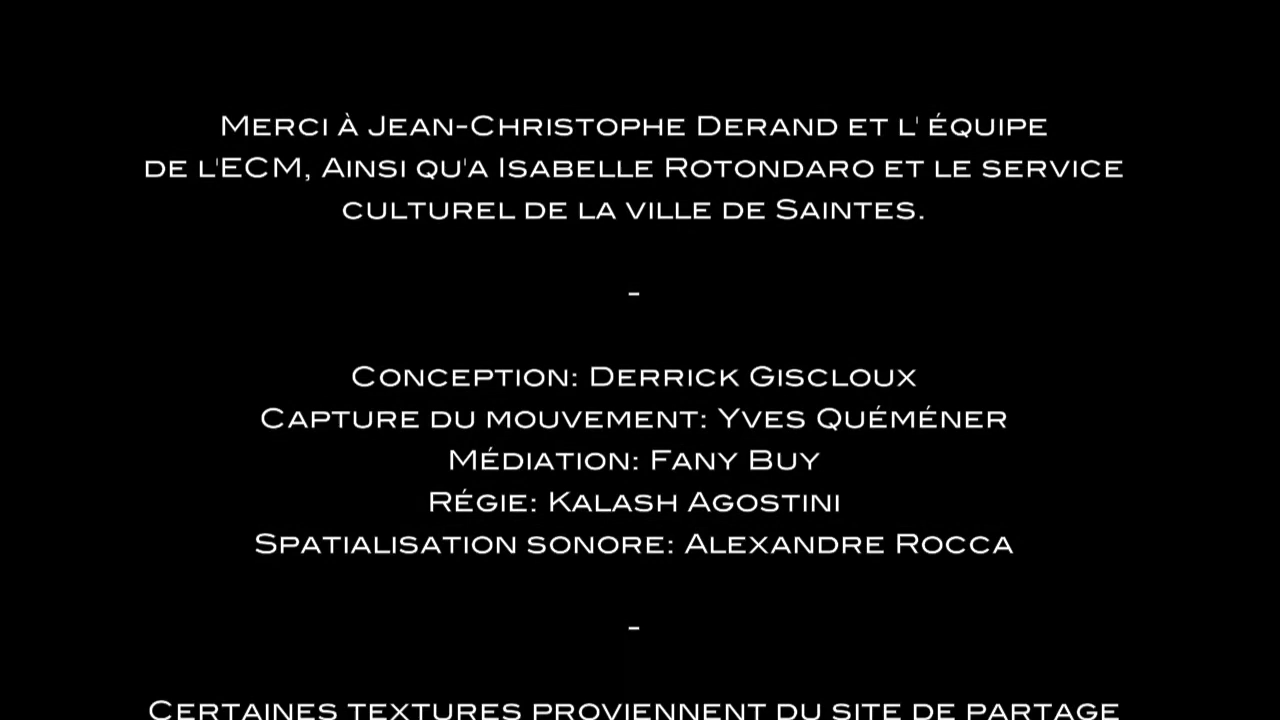 Merci à Jean-Christophe Derand et l' équipe
de l'ECM, Ainsi qu'a Isabelle Rotondaro et le service
culturel de la ville de Saintes.
-
Conception: Derrick Giscloux
Capture du mouvement: Yves Quéméner
Médiation: Fany Buy
Régie: Kalash Agostini
Spatialisation sonore: Alexandre Rocca
-
Certaines textures proviennent du site de partage